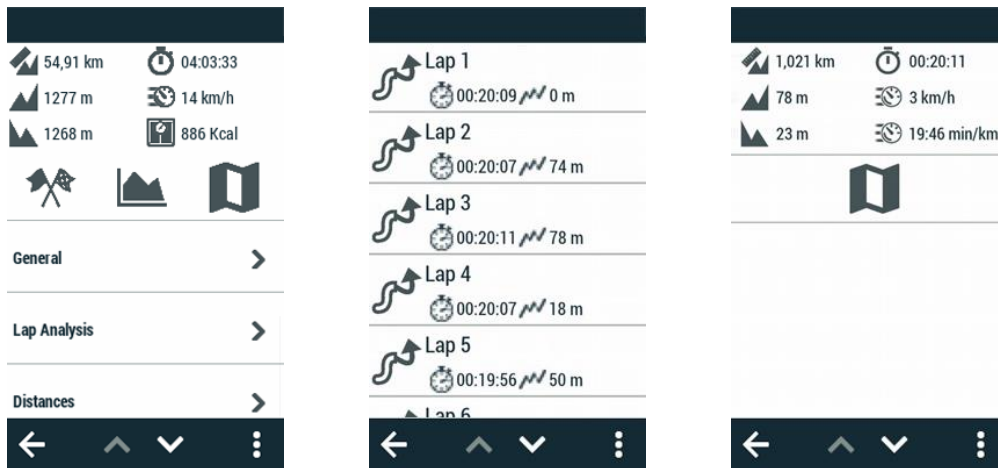 54,91 km 04:03:33
1277 m 14 km/h
1268 m 886 Kcal
General
Lap Analysis
Distances
Lap 1
00:20:09 0 m
Lap 2
00:20:07 74 m
Lap 3
00:20:11 78 m
Lap 4
00:20:07 18 m
Lap 5
00:19:56 50 m
Lap 6
1,021 km 00:20:11
78 m 3 km/h
23 m 19:46 min/km